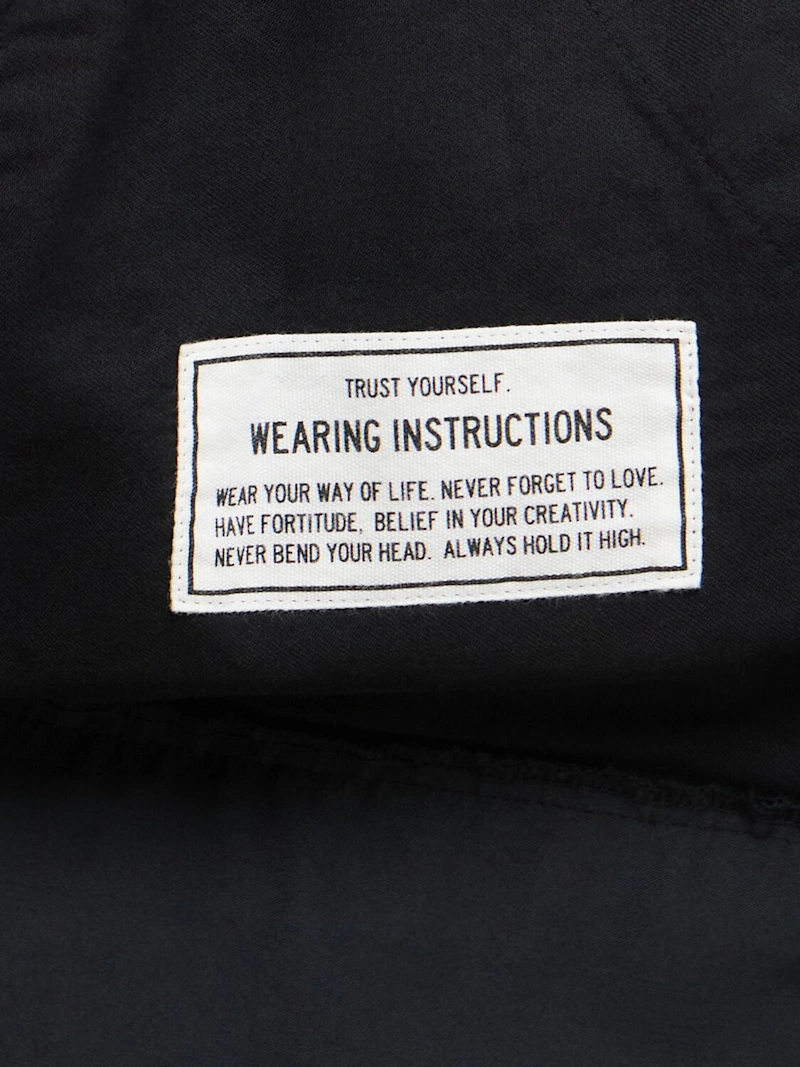 TRUST YOURSELF.
WEARING INSTRUCTIONS
WEAR YOUR WAY OF LIFE. NEVER FORGET TO LOVE.
HAVE FORTITUDE, BELIEF IN YOUR CREATIVITY.
NEVER BEND YOUR HEAD. ALWAYS HOLD IT HIGH.